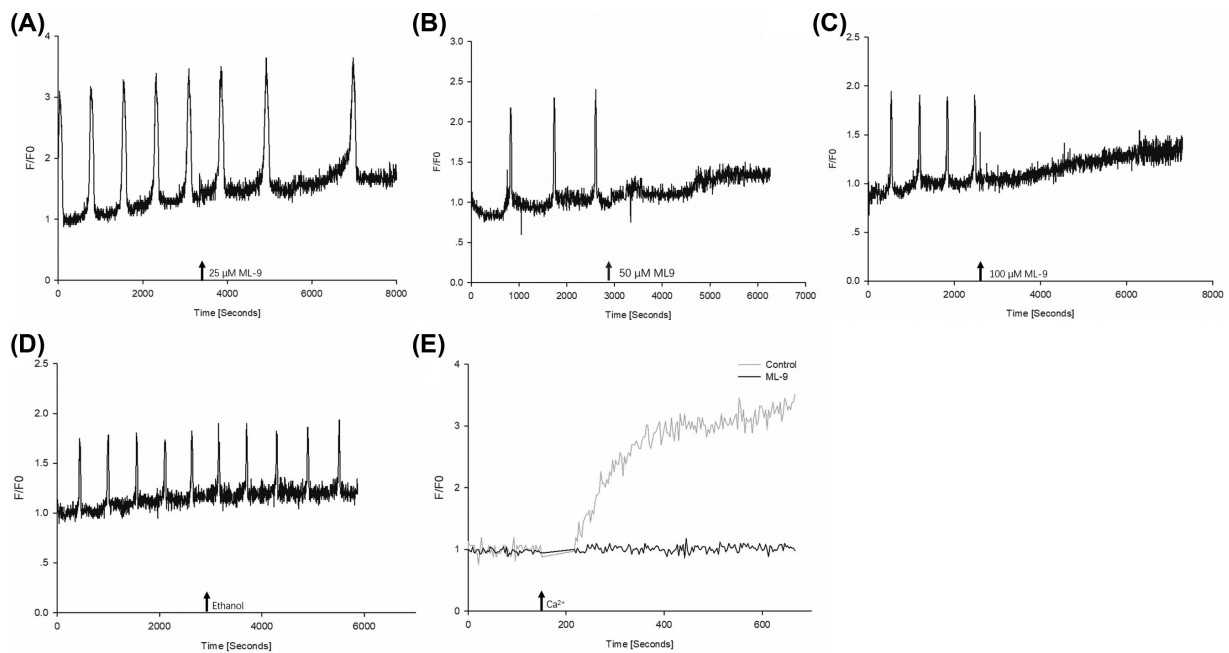 (A)
4
3
2
1
0
F/F0
0 2000 4000 6000 8000
25 µM ML-9
Time [Seconds]
(B)
3.0
2.5
2.0
1.5
1.0
.5
0.0
F/F0
0 1000 2000 3000 4000 5000 6000 7000
50 µM ML9
Time [Seconds]
(C)
2.5
2.0
1.5
1.0
.5
0.0
F/F0
0 2000 4000 6000 8000
100 µM ML-9
Time [Seconds]
(D)
2.5
2.0
1.5
1.0
.5
0.0
F/F0
0 2000 4000 6000
Ethanol
Time [Seconds]
(E)
4
3
2
1
0
F/F0
0 200 400 600
Control
ML-9
Ca²⁺
Time [Seconds]